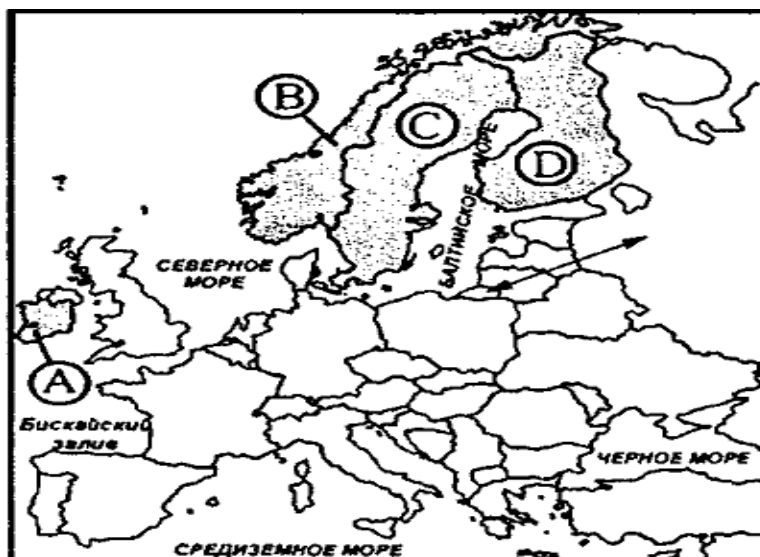 B
C
D
БАЛТИЙСКОЕ МОРЕ
СЕВЕРНОЕ
МОРЕ
A
Бискайский
залив
ЧЕРНОЕ МОРЕ
СРЕДИЗЕМНОЕ МОРЕ